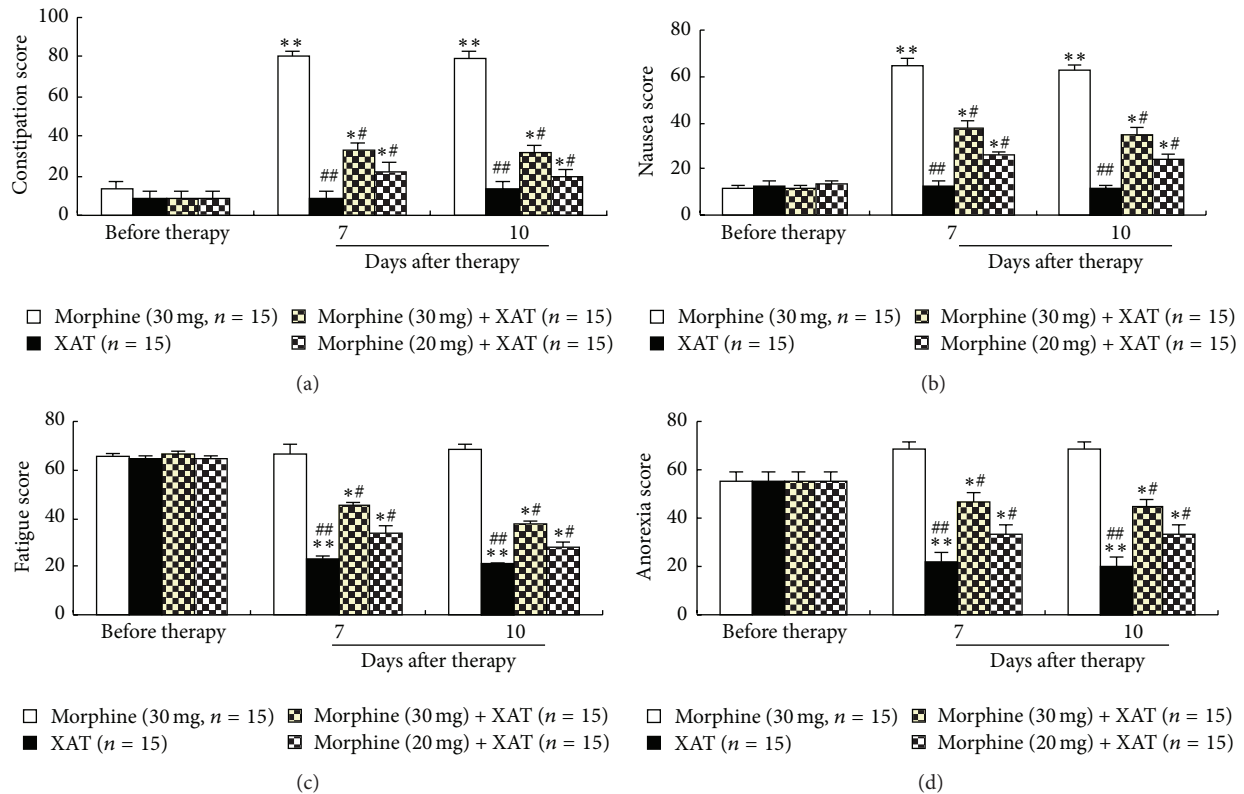 100
80
60
40
20
0
Constipation score
**
##
*#
*#
**
##
*#
*#
Before therapy
7
10
Days after therapy
Morphine (30 mg, n = 15)
Morphine (30 mg) + XAT (n = 15)
XAT (n = 15)
Morphine (20 mg) + XAT (n = 15)
(a)
80
60
40
20
0
Nausea score
**
##
*#
*#
**
##
*#
*#
Before therapy
7
10
Days after therapy
Morphine (30 mg, n = 15)
Morphine (30 mg) + XAT (n = 15)
XAT (n = 15)
Morphine (20 mg) + XAT (n = 15)
(b)
80
60
40
20
0
Fatigue score
##
**
*#
*#
##
**
*#
*#
Before therapy
7
10
Days after therapy
Morphine (30 mg, n = 15)
Morphine (30 mg) + XAT (n = 15)
XAT (n = 15)
Morphine (20 mg) + XAT (n = 15)
(c)
80
60
40
20
0
Anorexia score
##
**
*#
*#
##
**
*#
*#
Before therapy
7
10
Days after therapy
Morphine (30 mg, n = 15)
Morphine (30 mg) + XAT (n = 15)
XAT (n = 15)
Morphine (20 mg) + XAT (n = 15)
(d)